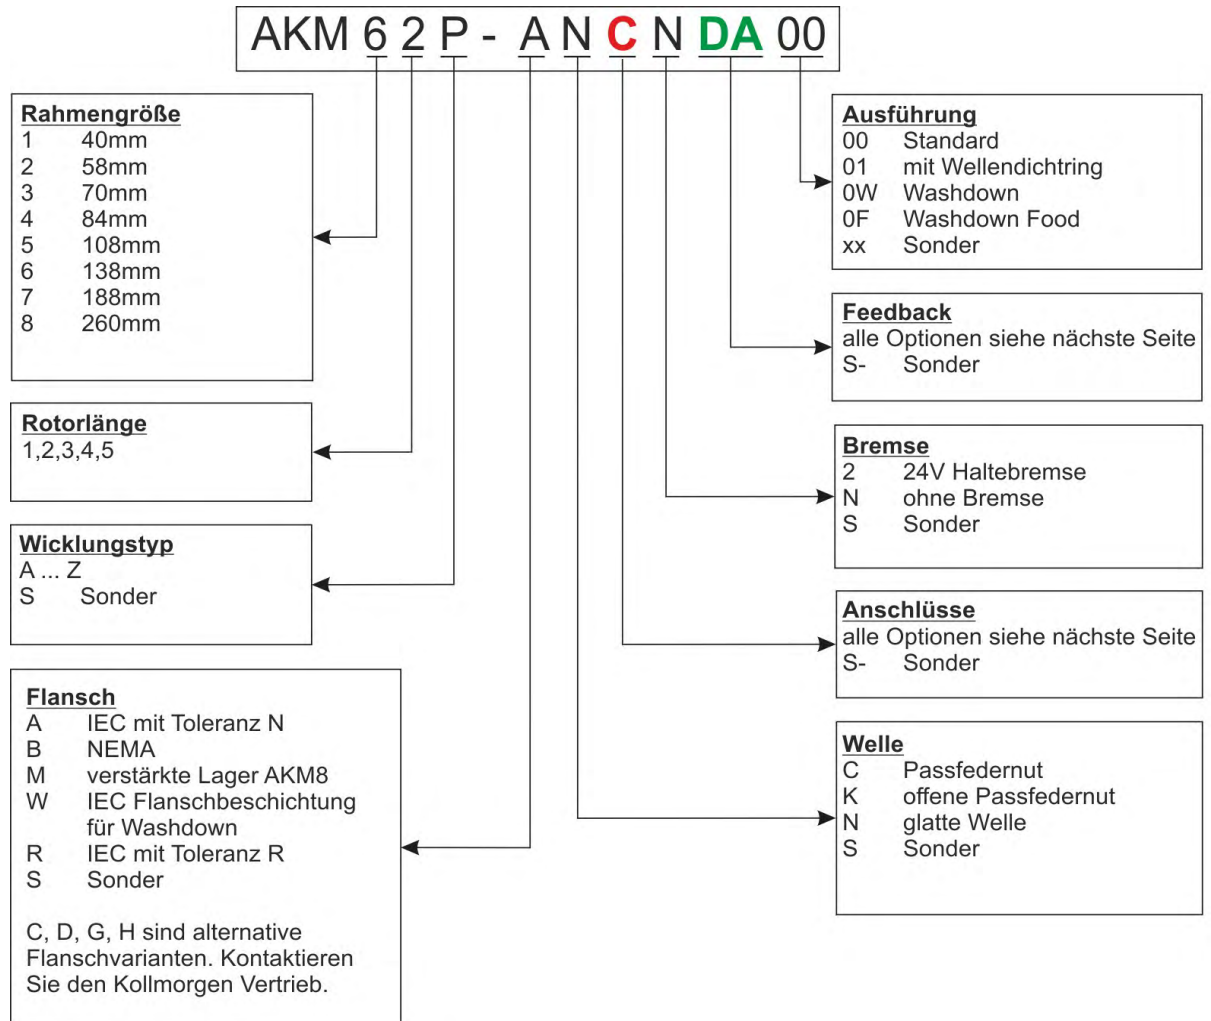 AKM 6 2 P - A N C N DA 00
Rahmengröße
1 40mm
2 58mm
3 70mm
4 84mm
5 108mm
6 138mm
7 188mm
8 260mm
Rotorlänge
1,2,3,4,5
Wicklungstyp
A ... Z
S Sonder
Flansch
A IEC mit Toleranz N
B NEMA
M verstärkte Lager AKM8
W IEC Flanschbeschichtung
für Washdown
R IEC mit Toleranz R
S Sonder
C, D, G, H sind alternative
Flanschvarianten. Kontaktieren
Sie den Kollmorgen Vertrieb.
Ausführung
00 Standard
01 mit Wellendichtring
0W Washdown
0F Washdown Food
xx Sonder
Feedback
alle Optionen siehe nächste Seite
S- Sonder
Bremse
2 24V Haltebremse
N ohne Bremse
S Sonder
Anschlüsse
alle Optionen siehe nächste Seite
S- Sonder
Welle
C Passfedernut
K offene Passfedernut
N glatte Welle
S Sonder